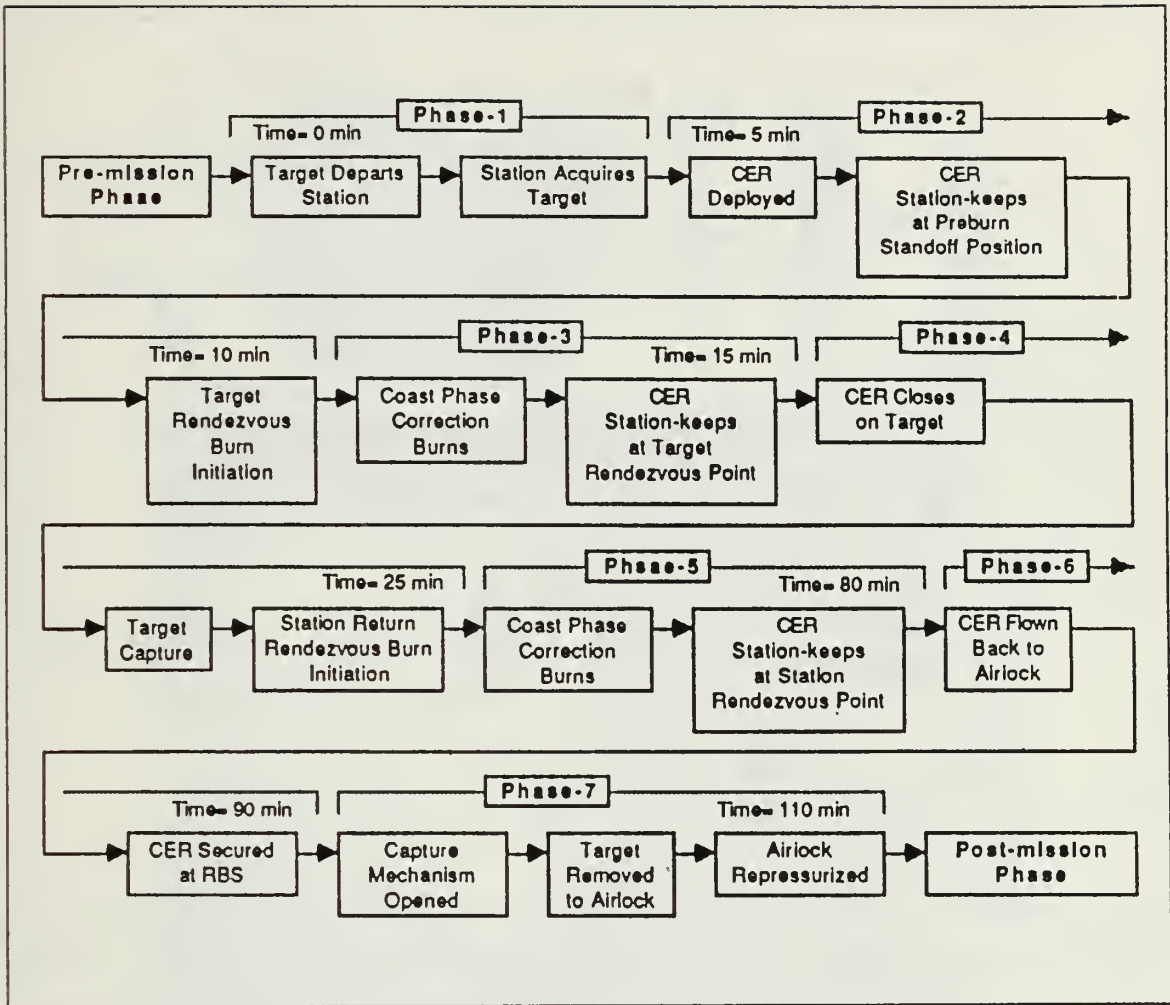 Phase-1
Phase-2
Time= 0 min
Time= 5 min
Pre-mission
Phase
Target Departs
Station
Station Acquires
Target
CER
Deployed
CER
Station-keeps
at Preburn
Standoff Position
Phase-3
Phase-4
Time= 10 min
Time= 15 min
Target
Rendezvous
Burn
Initiation
Coast Phase
Correction
Burns
CER
Station-keeps
at Target
Rendezvous Point
CER Closes
on Target
Phsae-5
Phase-6
Time= 25 min
Time= 80 min
Target
Capture
Station Return
Rendezvous Burn
Initiation
Coast Phase
Correction
Burns
CER
Station-keeps
at Station
Rendezvous Point
CER Flown
Back to
Airlock
Phase-7
Time= 90 min
Time= 110 min
CER Secured
at RBS
Capture
Mechanism
Opened
Target
Removed
to Airlock
Airlock
Repressurized
Post-mission
Phase